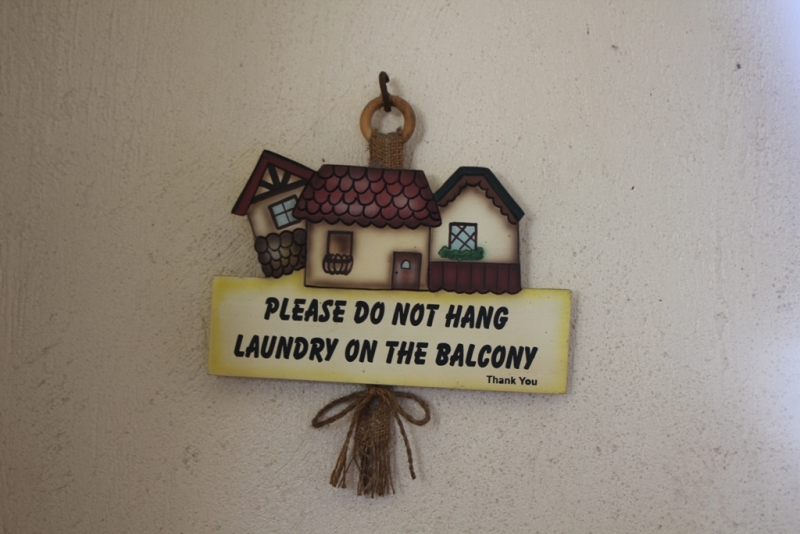 PLEASE DO NOT HANG
LAUNDRY ON THE BALCONY
Thank You